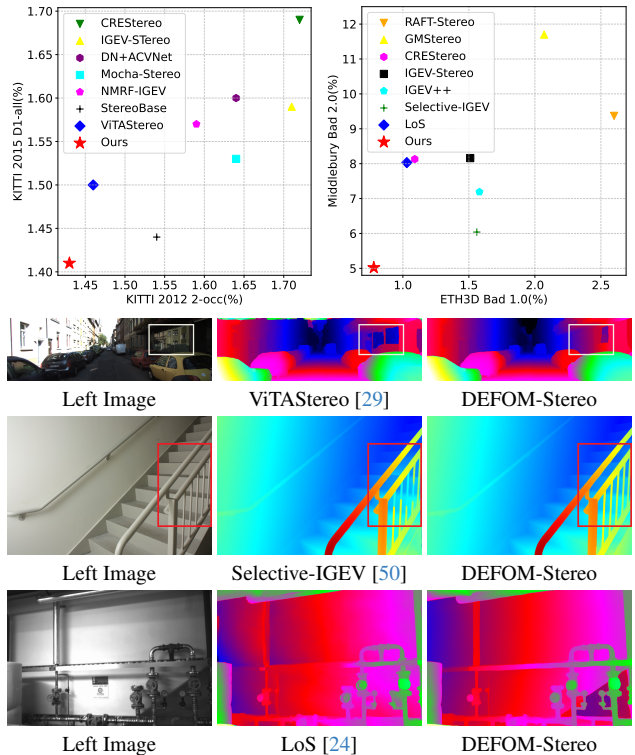 1.70
1.65
1.60
1.55
1.50
1.45
1.40
KITTI 2015 D1-all(%)
CREStereo
IGEV-STereo
DN+ACVNet
Mocha-Stereo
NMRF-IGEV
StereoBase
ViTAStereo
Ours
1.45 1.50 1.55 1.60 1.65 1.70
KITTI 2012 2-occ(%)
12
11
10
9
8
7
6
5
Middlebury Bad 2.0(%)
RAFT-Stereo
GMStereo
CREStereo
IGEV-Stereo
IGEV++
Selective-IGEV
LoS
Ours
1.0 1.5 2.0 2.5
ETH3D Bad 1.0(%)
Left Image ViTAStereo [29] DEFOM-Stereo
Left Image Selective-IGEV [50] DEFOM-Stereo
Left Image LoS [24] DEFOM-Stereo